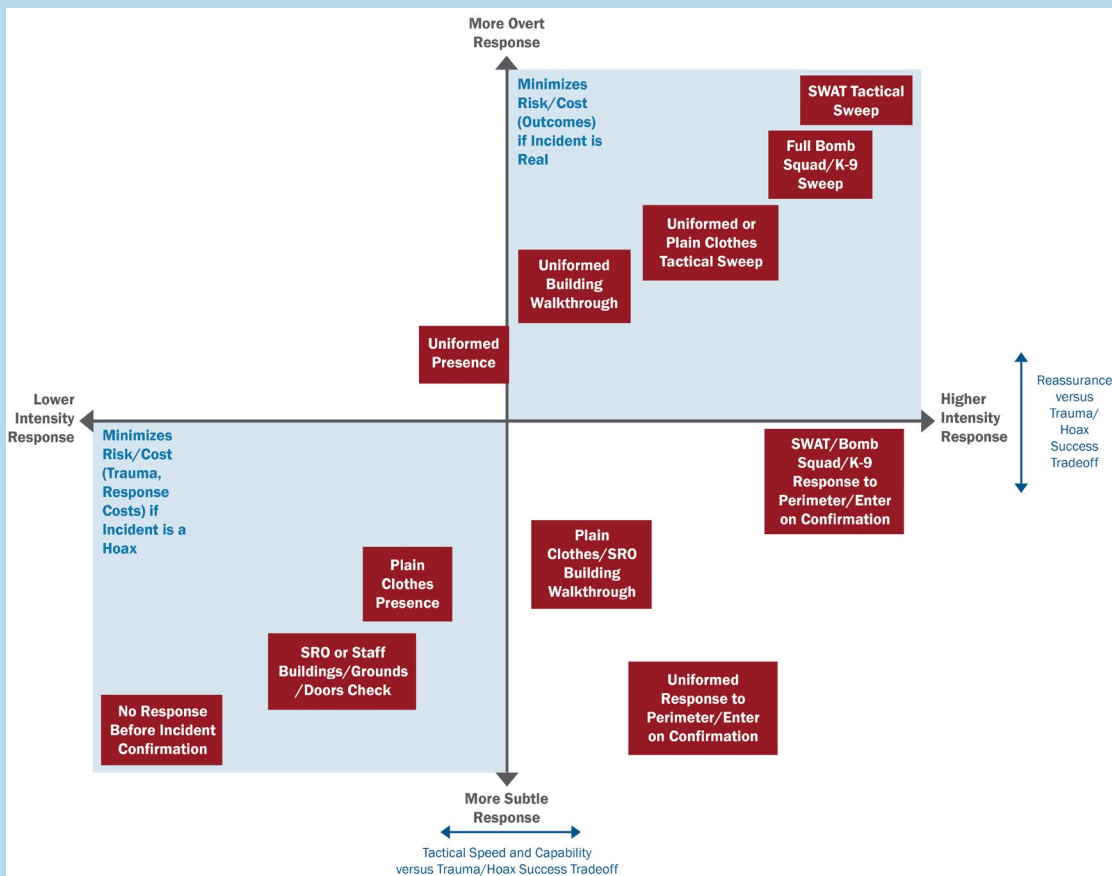 More Overt
Response
Minimizes
Risk/Cost
(Outcomes)
if Incident is
Real
SWAT Tactical
Sweep
Full Bomb
Squad/K-9
Sweep
Uniformed or
Plain Clothes
Tactical Sweep
Uniformed
Building
Walkthrough
Uniformed
Presence
Lower
Intensity
Response
Higher
Intensity
Response
Reassurance
versus
Trauma/
Hoax
Success
Tradeoff
Minimizes
Risk/Cost
(Trauma,
Response
Costs) if
Incident is a
Hoax
SWAT/Bomb
Squad/K-9
Response to
Perimeter/Enter
on Confirmation
Plain
Clothes/SRO
Building
Walkthrough
Plain
Clothes
Presence
SRO or Staff
Buildings/Grounds
/Doors Check
Uniformed
Response to
Perimeter/Enter
on Confirmation
No Response
Before Incident
Confirmation
More Subtle
Response
Tactical Speed and Capability
versus Trauma/Hoax Success Tradeoff